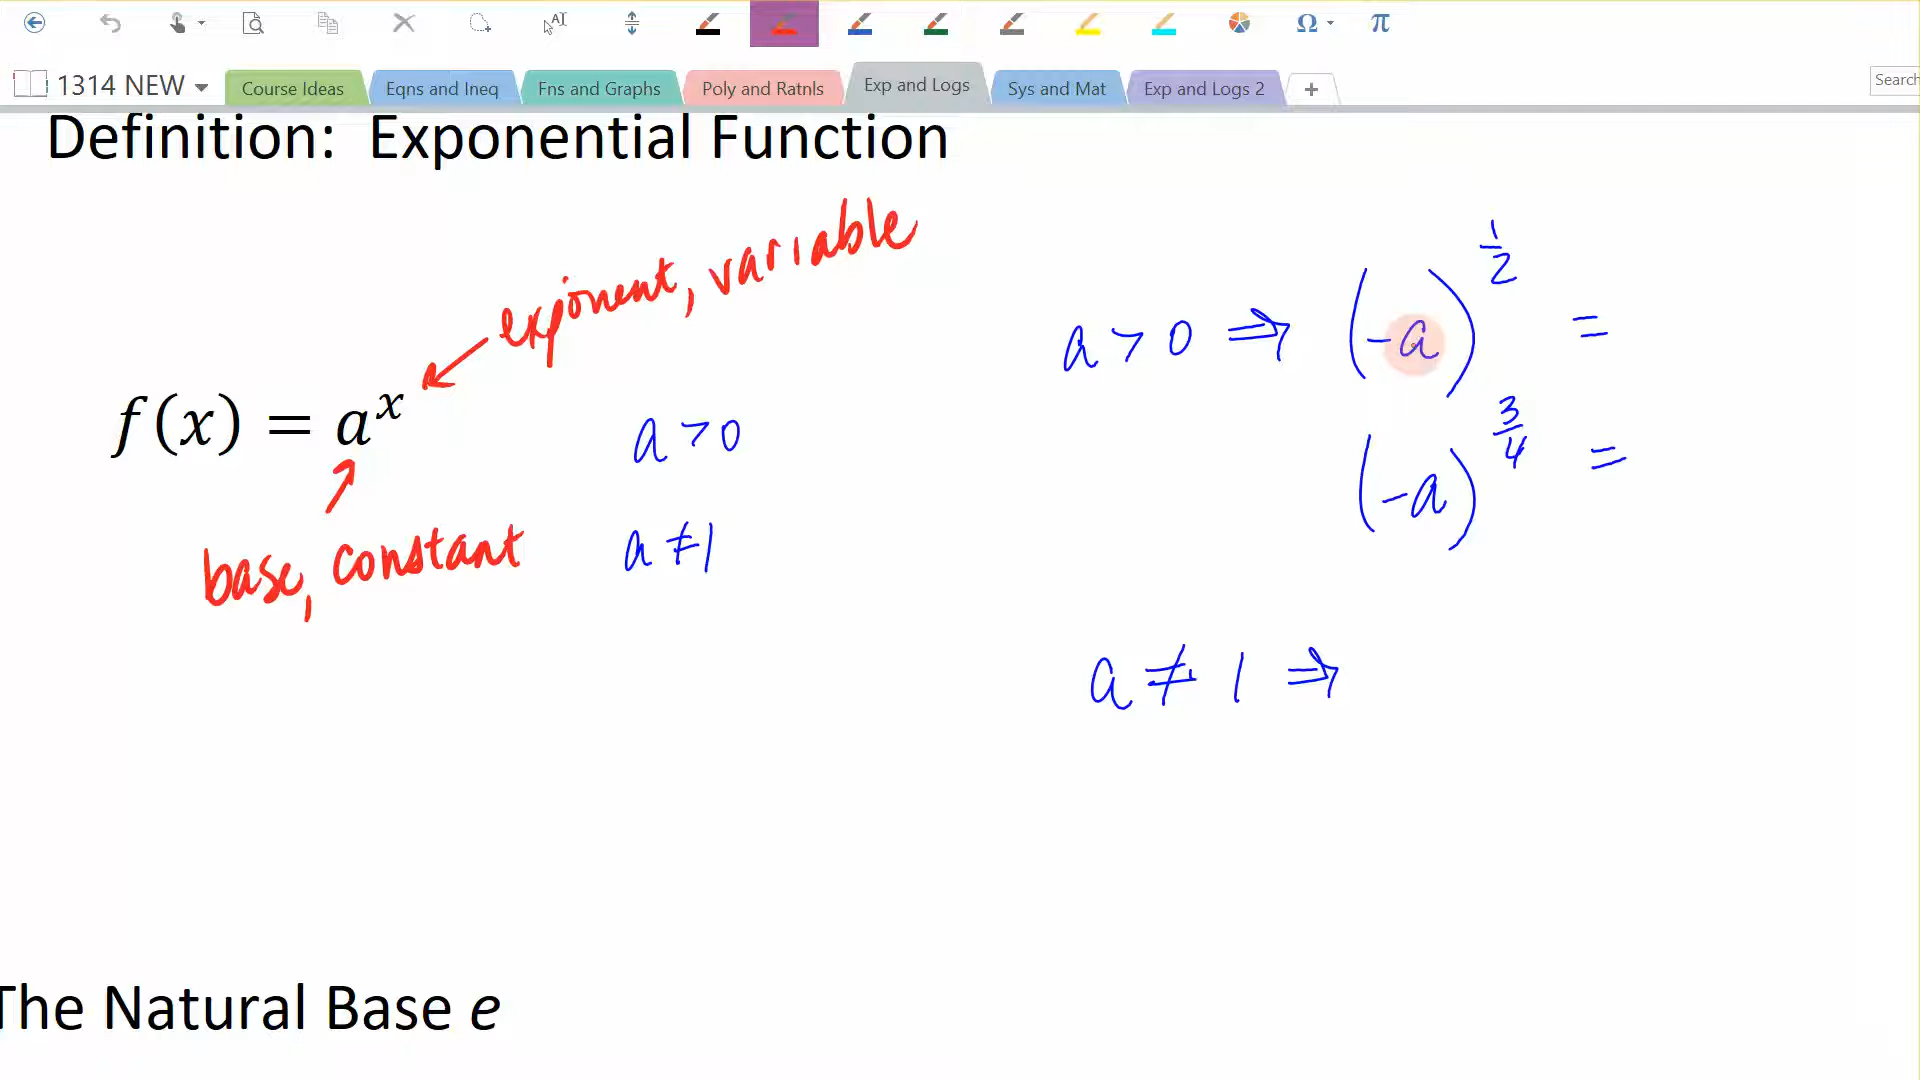 1314 NEW
Course Ideas
Eqns and Ineq
Fns and Graphs
Poly and Ratnls
Exp and Logs
Sys and Mat
Exp and Logs 2
+
Search
Definition: Exponential Function
exponent, variable
f(x) = a^x
base, constant
a > 0
a ≠ 1
a > 0 ⇒ (-a)^{1/2} =
(-a)^{3/4} =
a ≠ 1 ⇒
The Natural Base e